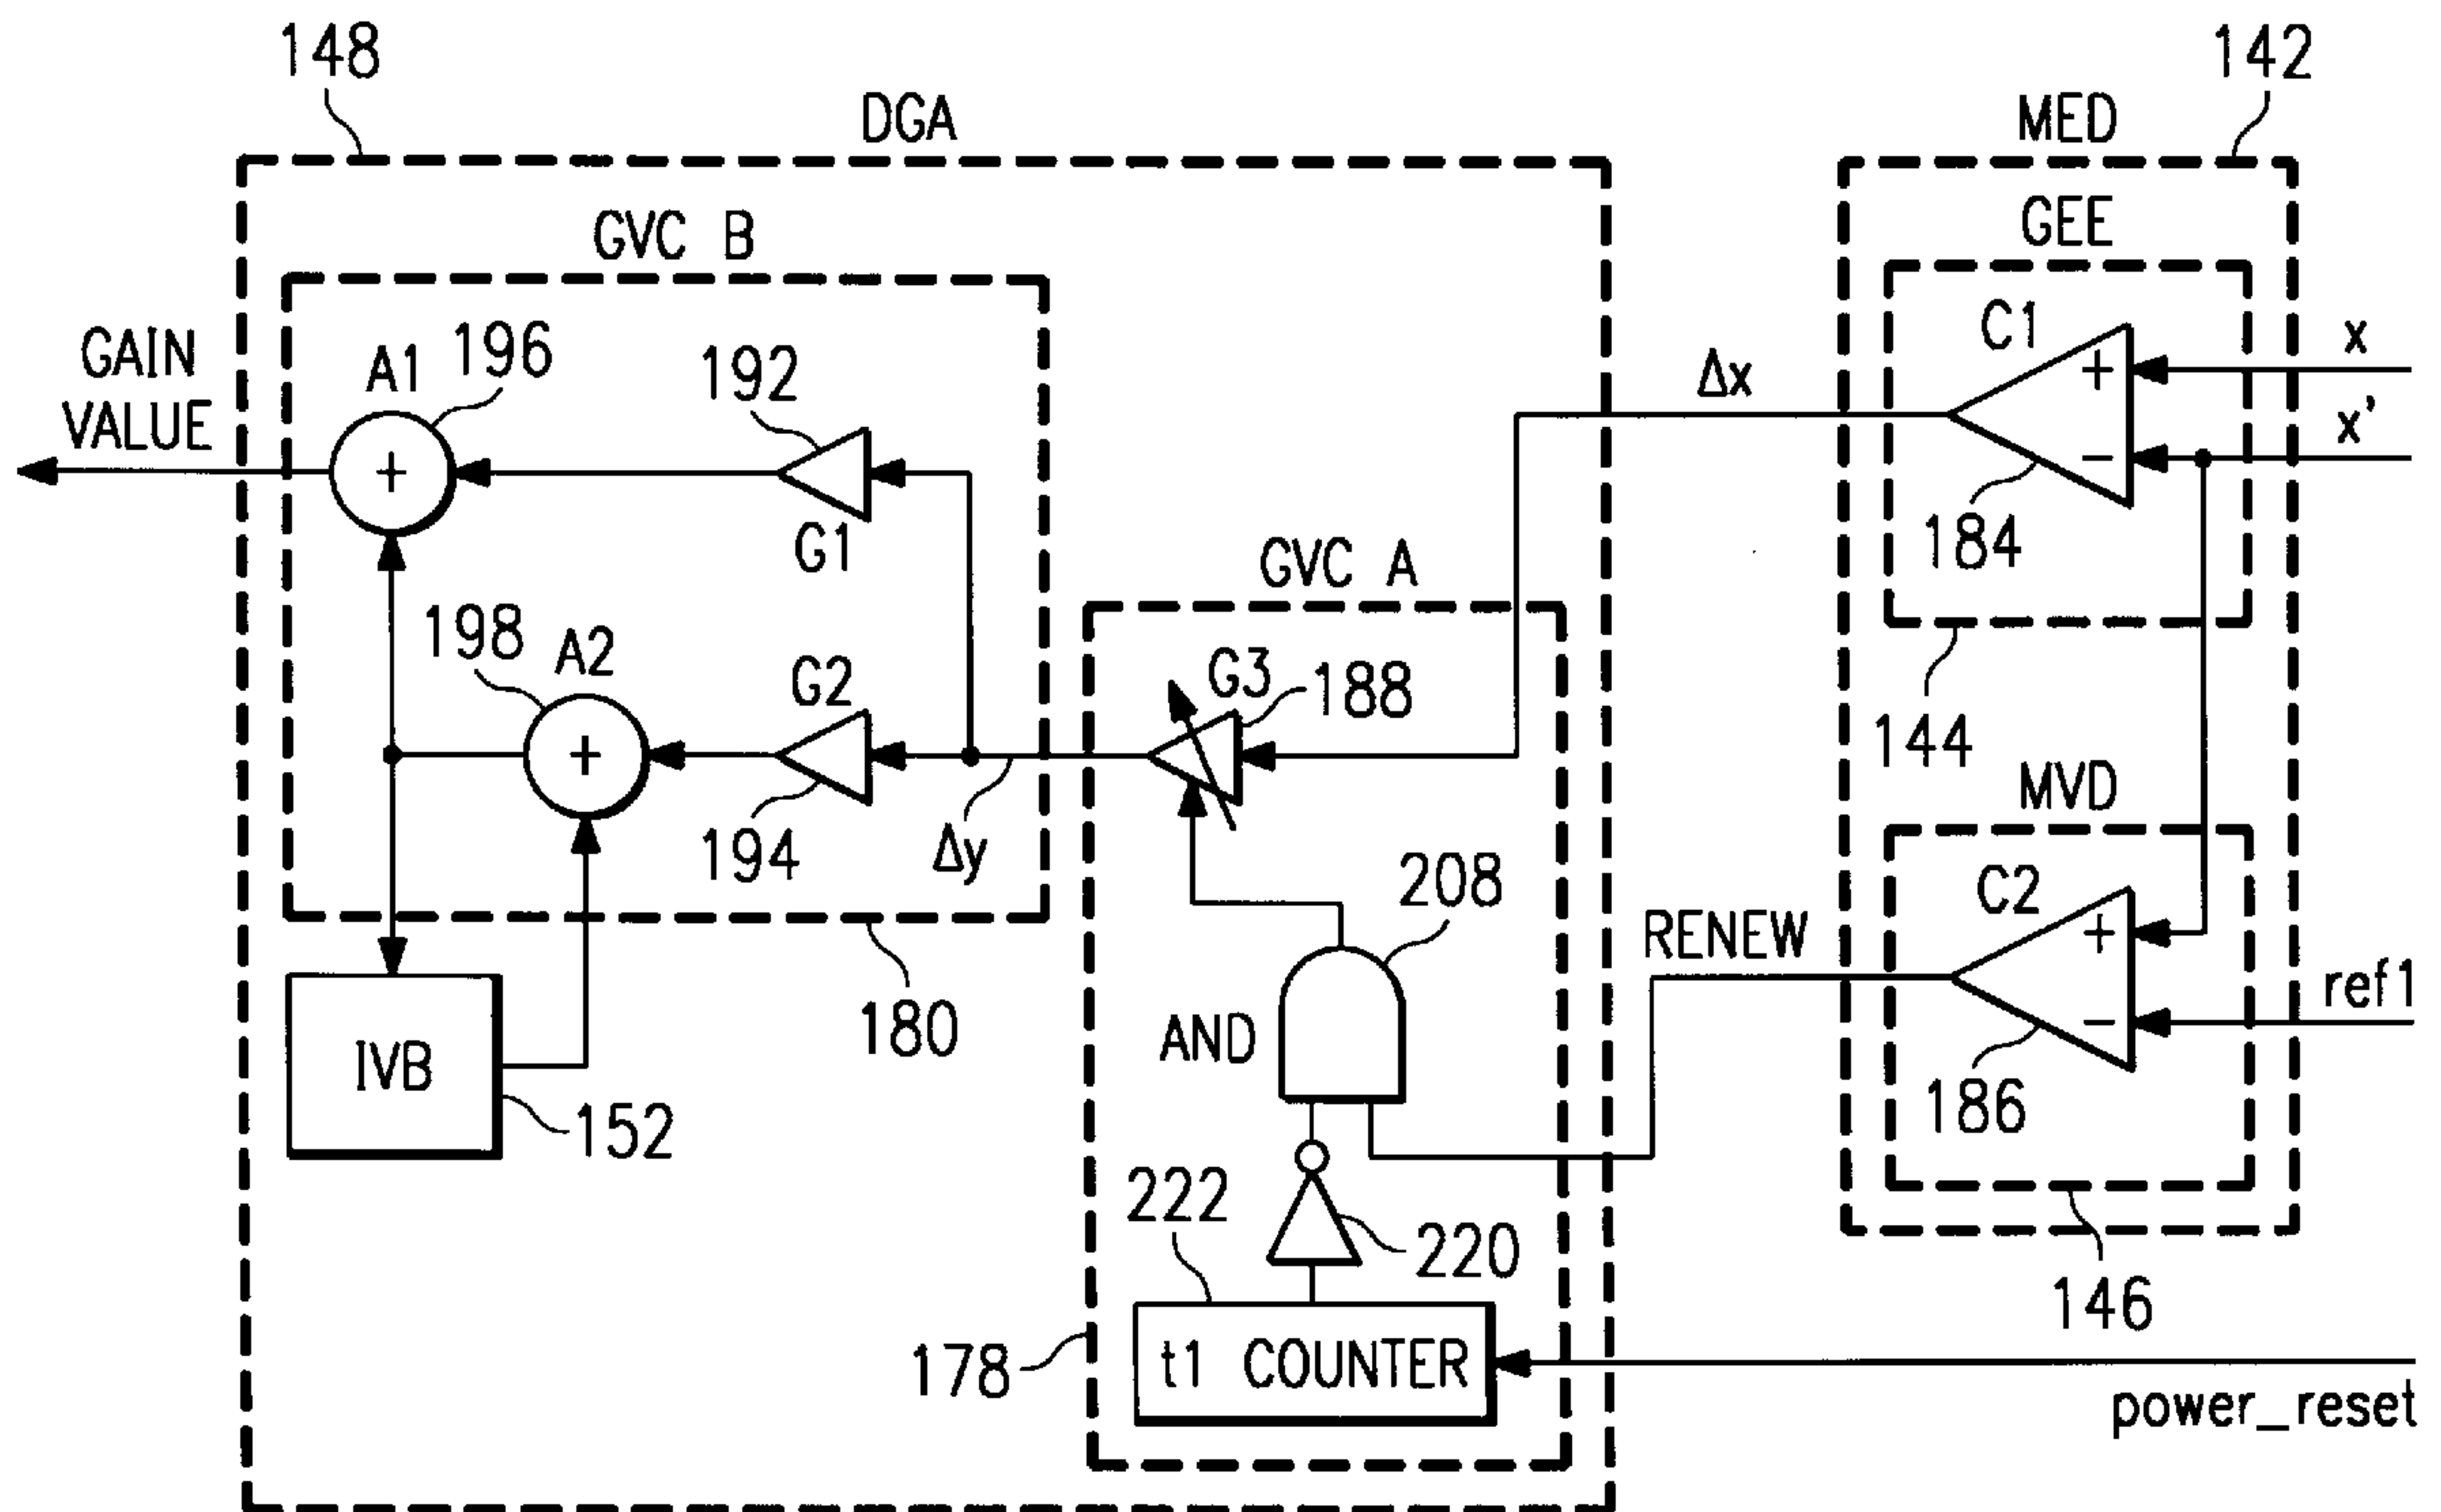 148
142
DGA
MED
GVC B
GEE
C1
x
+
Δx
x'
−
184
GAIN
VALUE
A1
196
192
+
G1
GVC A
144
198
A2
G2
G3
188
+
194
Δy
MVD
C2
208
RENEW
+
ref1
−
186
180
AND
IVB
152
222
220
146
178
t1 COUNTER
power_reset